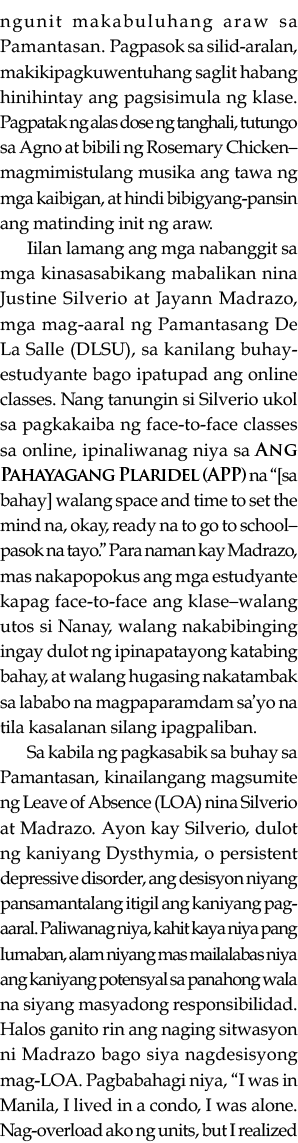 ngunit makabuluhang araw sa
Pamantasan. Pagpasok sa silid-aralan,
makikipagkuwentuhang saglit habang
hinihintay ang pagsisimula ng klase.
Pagpatak ng alas dose ng tanghali, tutungo
sa Agno at bibili ng Rosemary Chicken–
magmimistulang musika ang tawa ng
mga kaibigan, at hindi bibigyang-pansin
ang matinding init ng araw.
Iilan lamang ang mga nabanggit sa
mga kinasasabikang mabalikan nina
Justine Silverio at Jayann Madrazo,
mga mag-aaral ng Pamantasang De
La Salle (DLSU), sa kanilang buhay-
estudyante bago ipatupad ang online
classes. Nang tanungin si Silverio ukol
sa pagkakaiba ng face-to-face classes
sa online, ipinaliwanag niya sa ANG
PAHAYAGANG PLARIDEL (APP) na “[sa
bahay] walang space and time to set the
mind na, okay, ready na to go to school–
pasok na tayo.” Para naman kay Madrazo,
mas nakapopokus ang mga estudyante
kapag face-to-face ang klase–walang
utos si Nanay, walang nakabibinging
ingay dulot ng ipinapatayong katabing
bahay, at walang hugasing nakatambak
sa lababo na magpaparamdam sa’yo na
tila kasalanan silang ipagpaliban.
Sa kabila ng pagkasabik sa buhay sa
Pamantasan, kinailangang magsumite
ng Leave of Absence (LOA) nina Silverio
at Madrazo. Ayon kay Silverio, dulot
ng kaniyang Dysthymia, o persistent
depressive disorder, ang desisyon niyang
pansamantalang itigil ang kaniyang pag-
aaral. Paliwanag niya, kahit kaya niya pang
lumaban, alam niyang mas mailalabas niya
ang kaniyang potensyal sa panahong wala
na siyang masyadong responsibilidad.
Halos ganito rin ang naging sitwasyon
ni Madrazo bago siya nagdesisyong
mag-LOA. Pagbabahagi niya, “I was in
Manila, I lived in a condo, I was alone.
Nag-overload ako ng units, but I realized